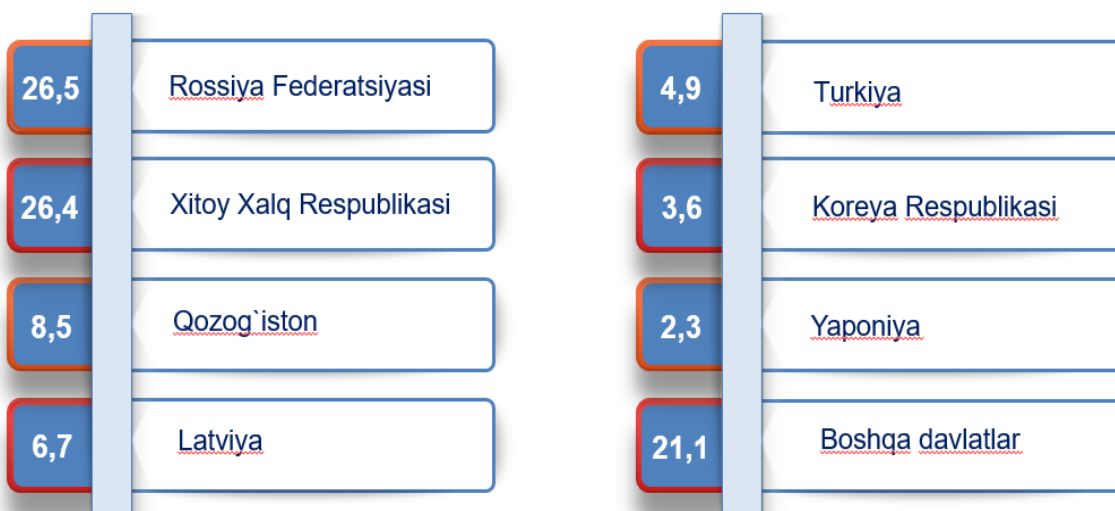 26,5 Rossiya Federatsiyasi
26,4 Xitoy Xalq Respublikasi
8,5 Qozog`iston
6,7 Latviya
4,9 Turkiya
3,6 Koreya Respublikasi
2,3 Yaponiya
21,1 Boshqa davlatlar